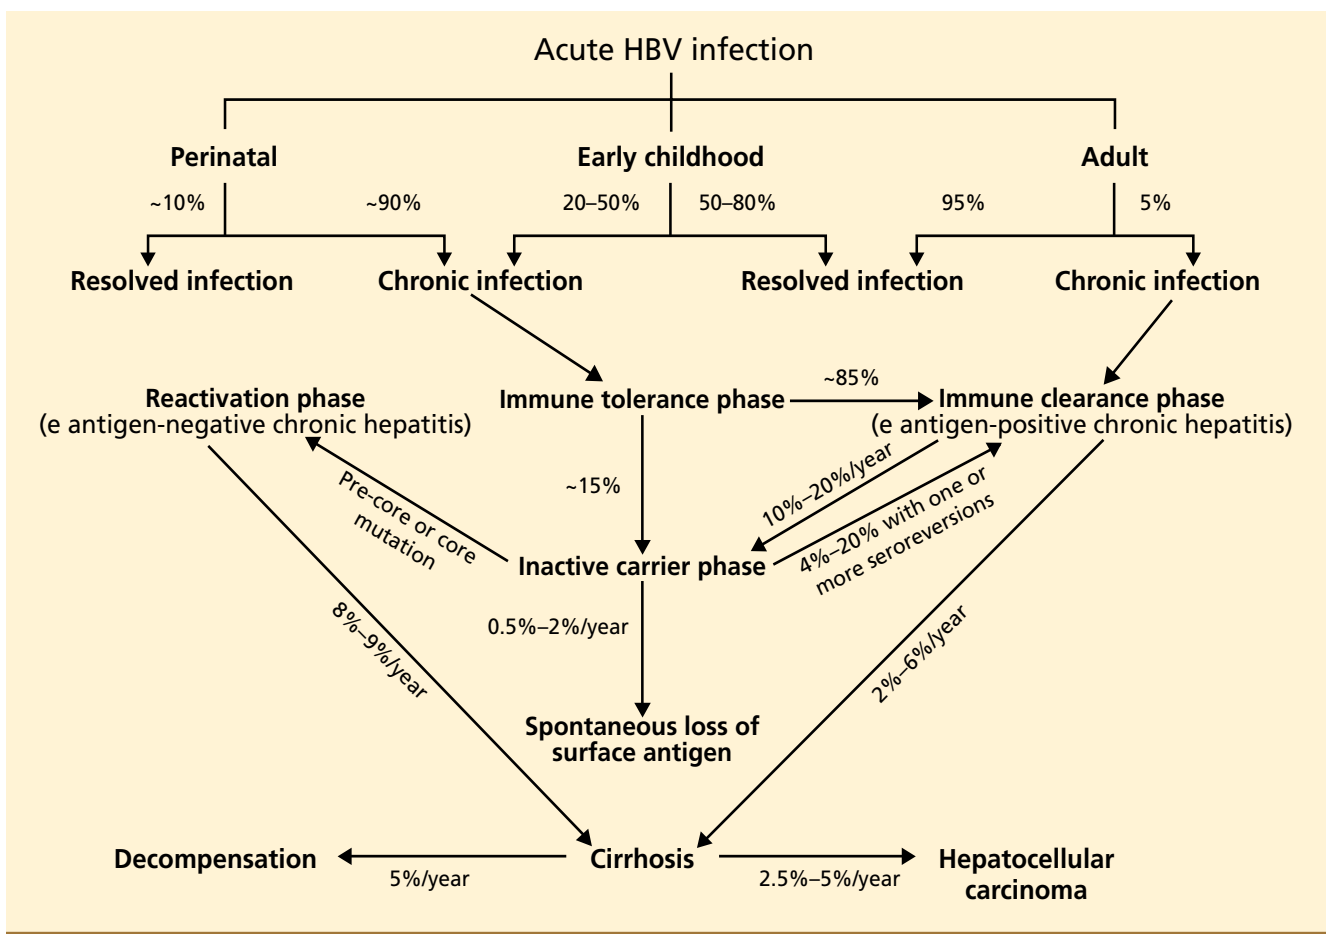 Acute HBV infection
Perinatal
Early childhood
Adult
~10%
~90%
20–50%
50–80%
95%
5%
Resolved infection
Chronic infection
Resolved infection
Chronic infection
Reactivation phase
(e antigen-negative chronic hepatitis)
Immune tolerance phase
~85%
Immune clearance phase
(e antigen-positive chronic hepatitis)
Pre-core or core
mutation
~15%
10%–20%/year
4%–20% with one or
more seroreversions
Inactive carrier phase
8%–9%/year
0.5%–2%/year
2%–6%/year
Spontaneous loss of
surface antigen
Decompensation
5%/year
Cirrhosis
2.5%–5%/year
Hepatocellular
carcinoma